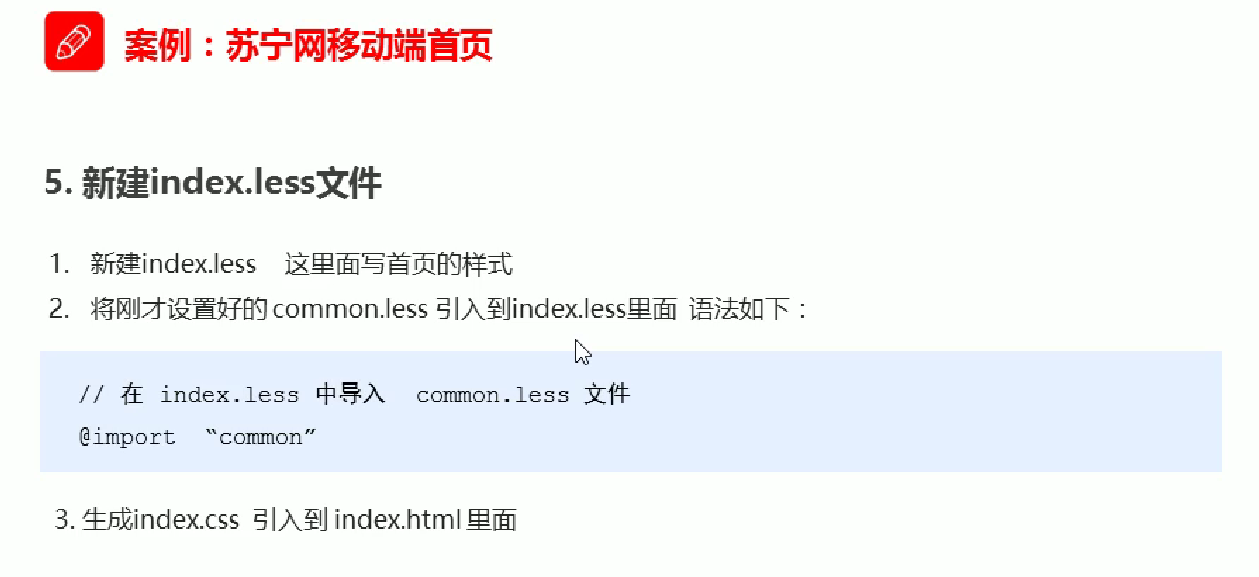 案例：苏宁网移动端首页
5. 新建index.less文件
1. 新建index.less 这里面写首页的样式
2. 将刚才设置好的 common.less 引入到index.less里面 语法如下：
// 在 index.less 中导入 common.less 文件
@import “common”
3. 生成index.css 引入到 index.html 里面